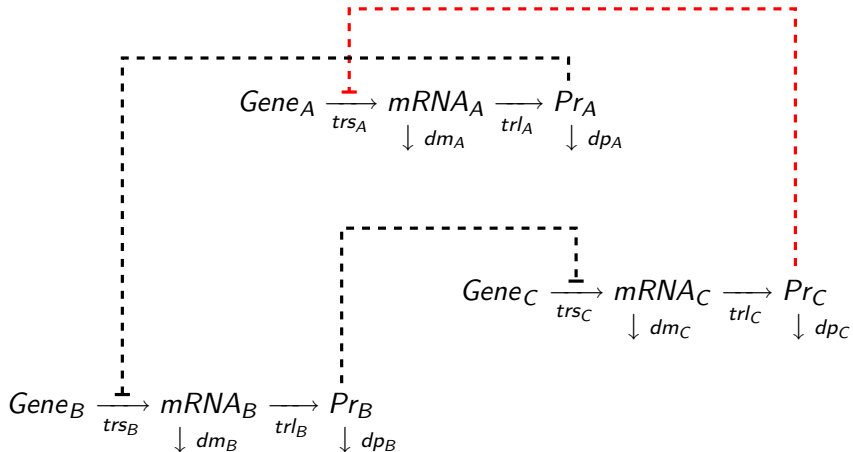 Gene_A trs_A mRNA_A trl_A Pr_A
↓ dm_A ↓ dp_A
Gene_C trs_C mRNA_C trl_C Pr_C
↓ dm_C ↓ dp_C
Gene_B trs_B mRNA_B trl_B Pr_B
↓ dm_B ↓ dp_B